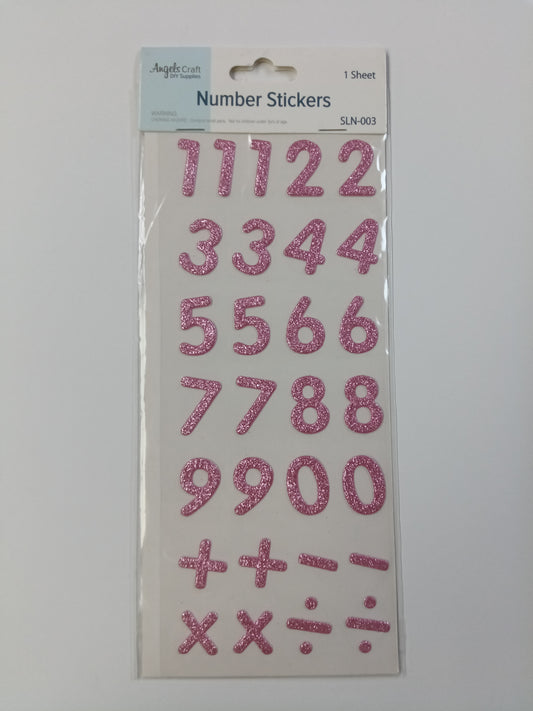 Angels Craft
DIY Supplies
1 Sheet
Number Stickers
WARNING:
SLN-003
1 1 1 2 2
3 3 4 4
5 5 6 6
7 7 8 8
9 9 0 0
+ + − −
× × ÷ ÷